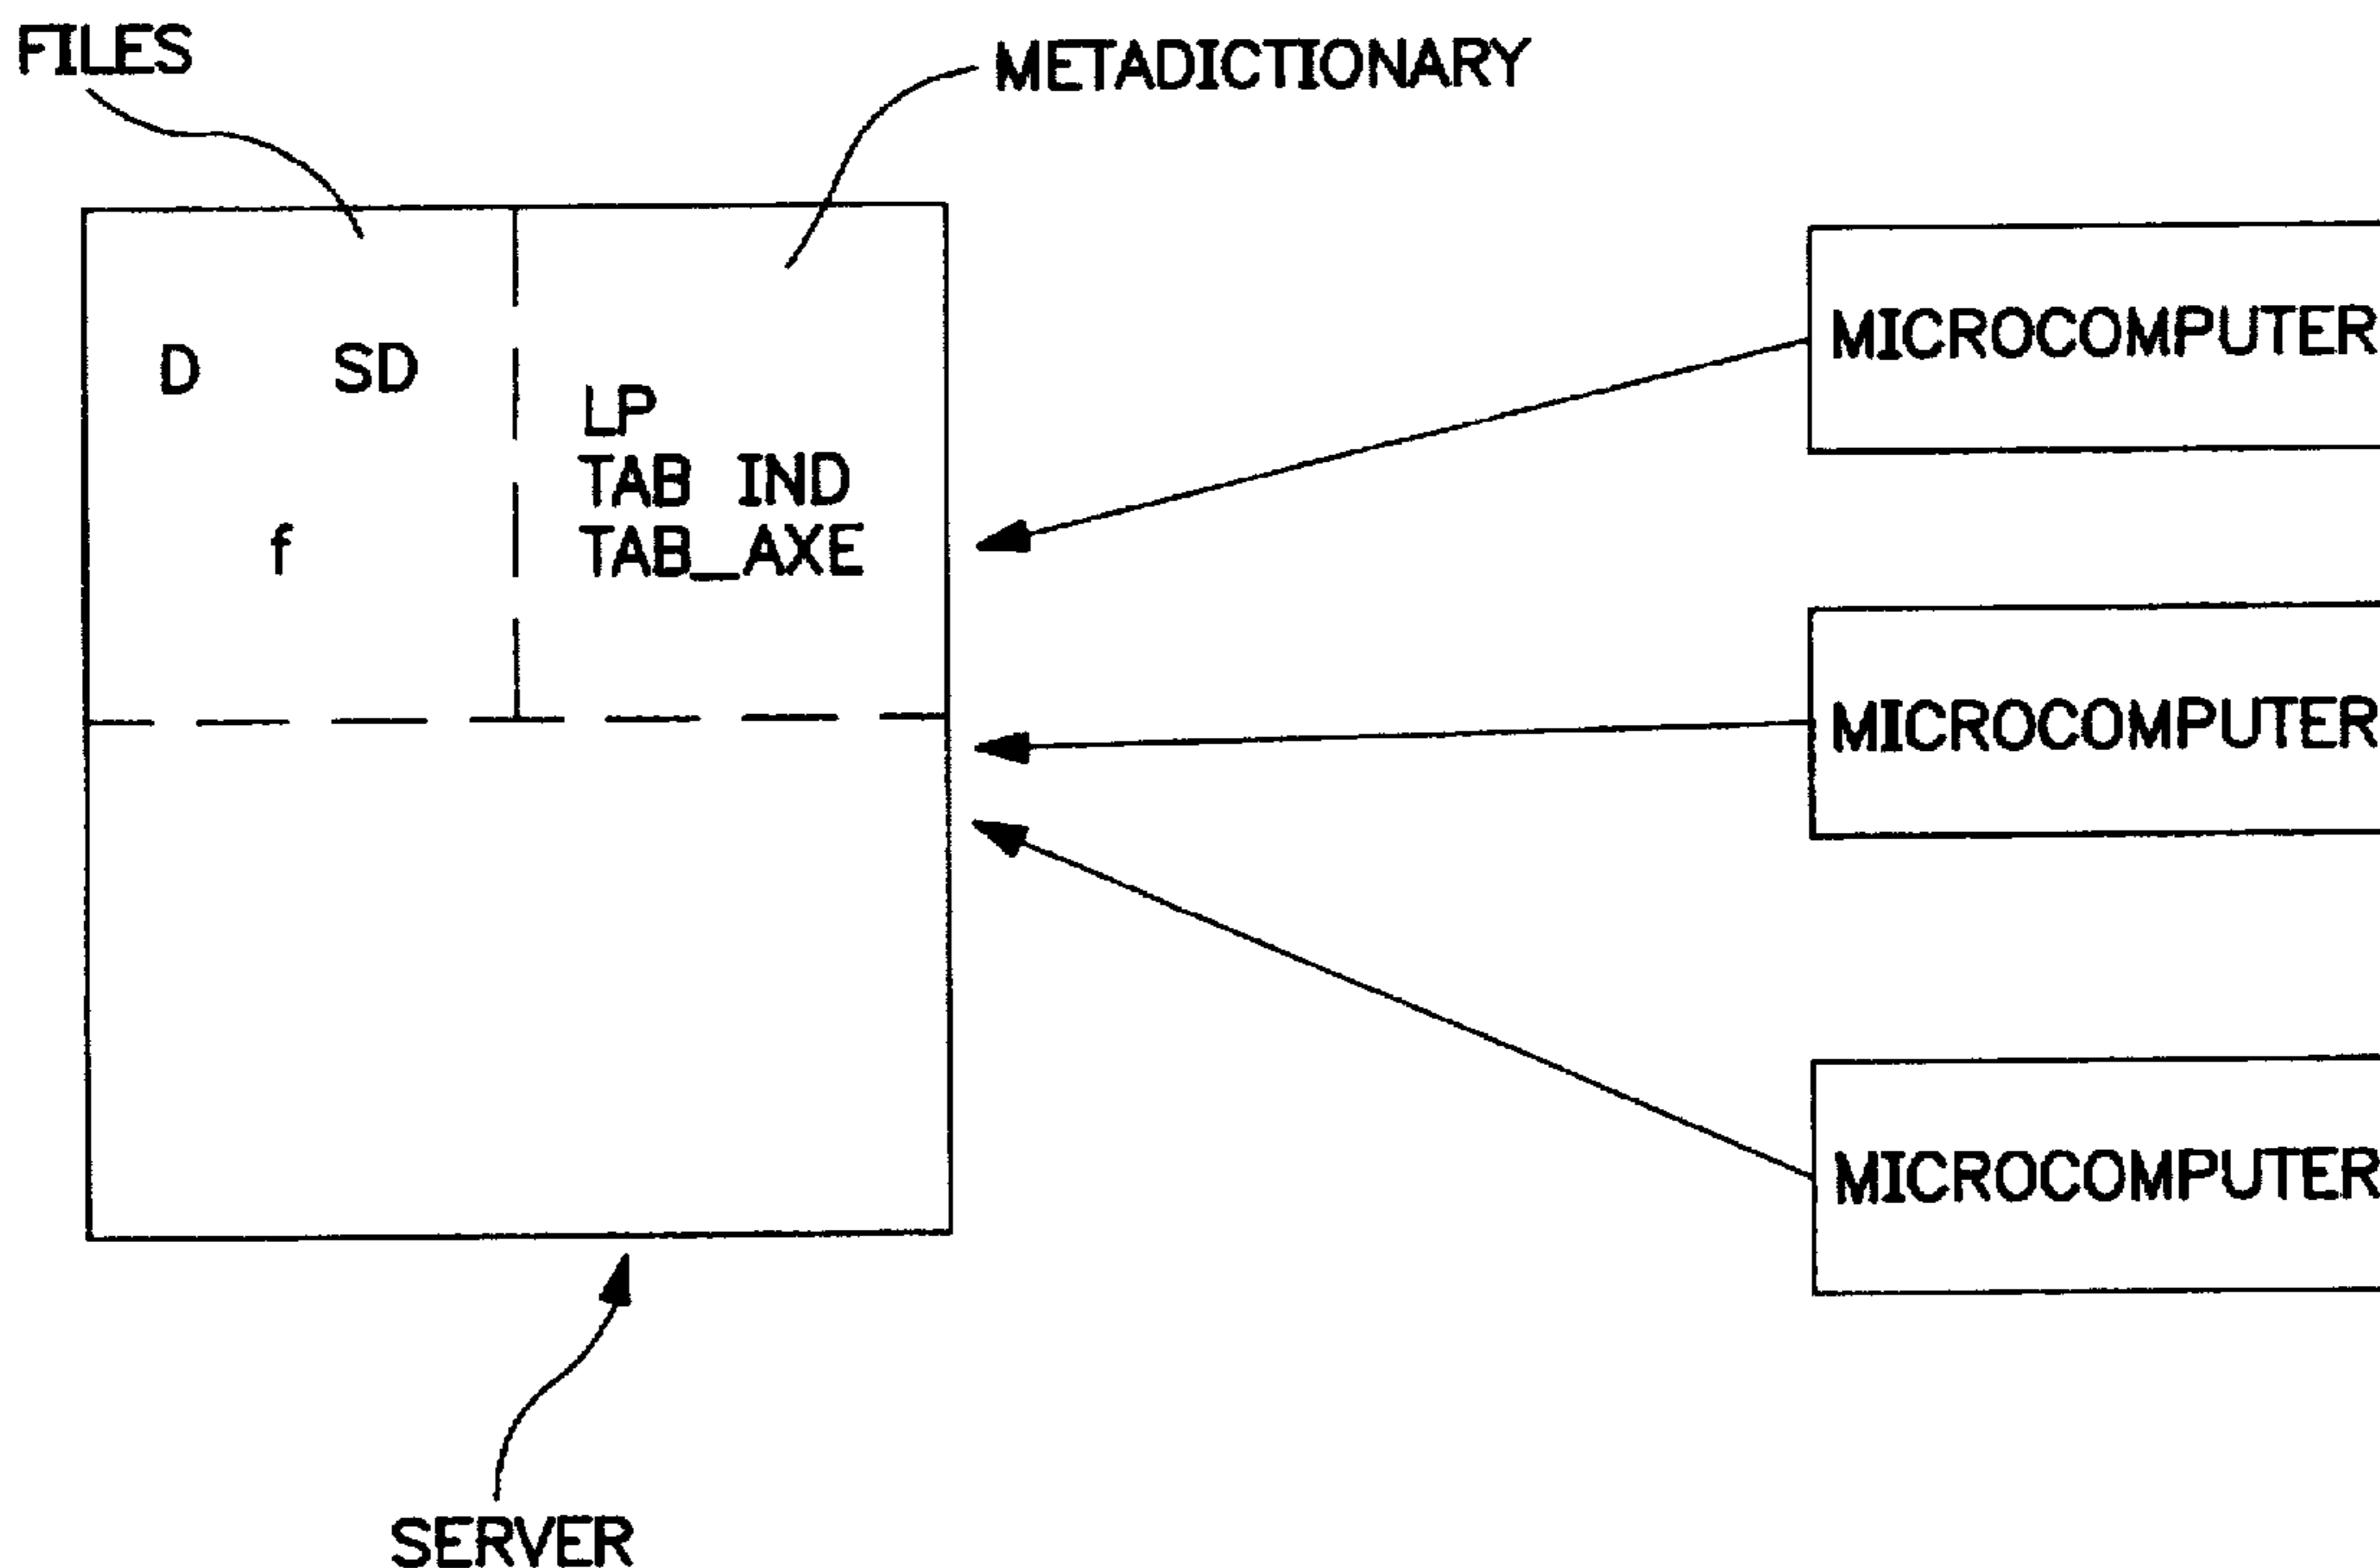 FILES
METADICTIONARY
D SD
f
LP
TAB IND
TAB_AXE
MICROCOMPUTER
MICROCOMPUTER
MICROCOMPUTER
SERVER